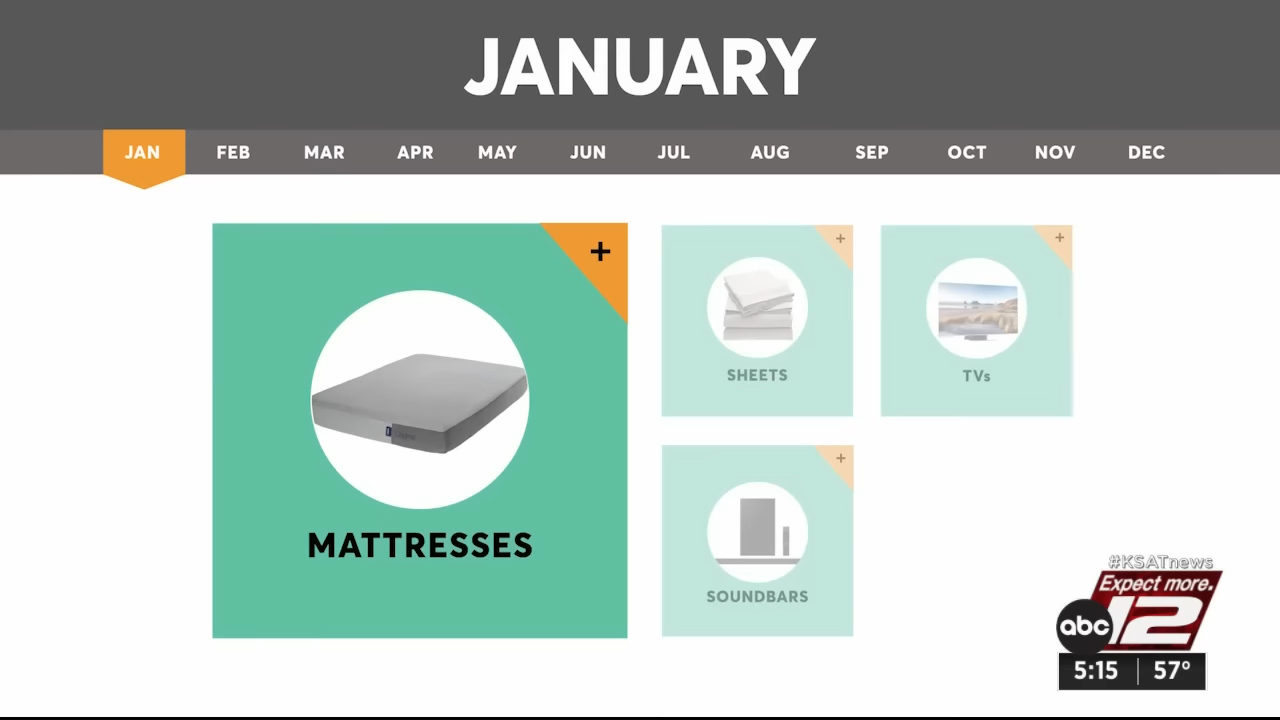 JANUARY
JAN FEB MAR APR MAY JUN JUL AUG SEP OCT NOV DEC
+
+
+
MATTRESSES
SHEETS
TVs
+
SOUNDBARS
#KSATnews
Expect more.
abc 12
5:15 57°